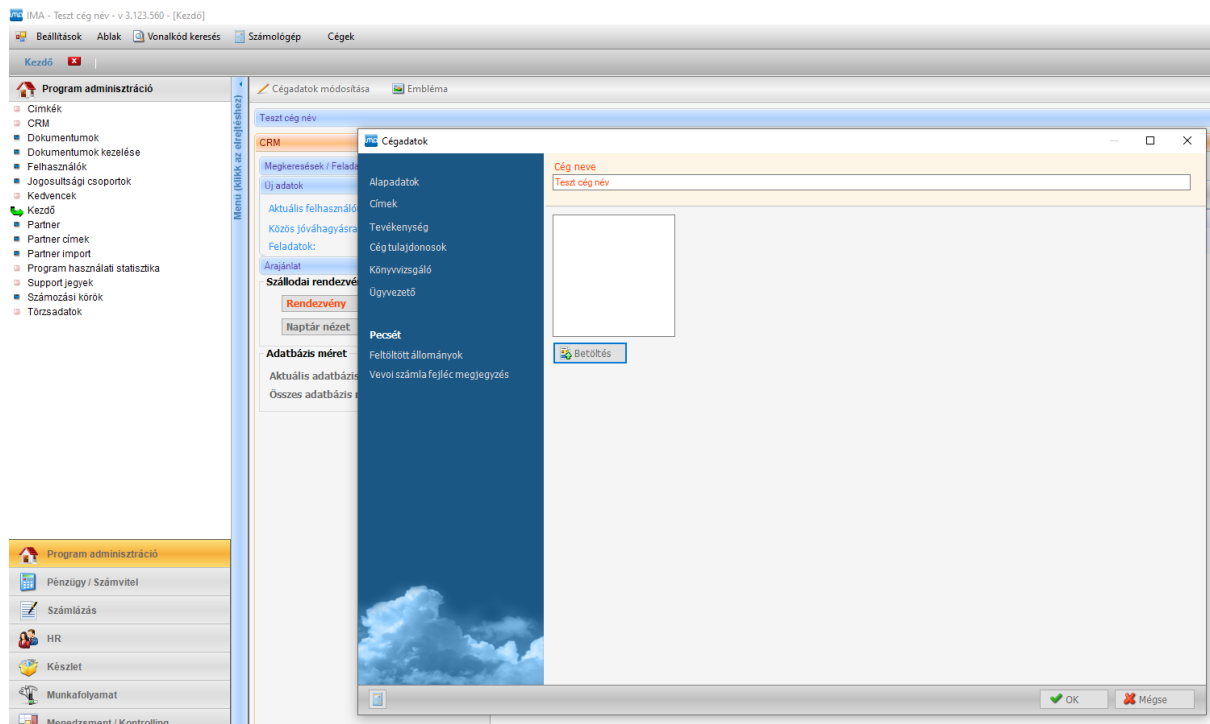 IMA - Teszt cég név - v 3.123.560 - [Kezdő]
Beállítások Ablak Vonalkód keresés Számológép Cégek
Kezdő
Program adminisztráció
Cimkék
CRM
Dokumentumok
Dokumentumok kezelése
Felhasználók
Jogosultsági csoportok
Kedvencek
Kezdő
Partner
Partner címek
Partner import
Program használati statisztika
Support jegyek
Számozási körök
Törzsadatok
Program adminisztráció
Pénzügy / Számvitel
Számlázás
HR
Készlet
Munkafolyamat
Menedzsment / Kontrolling
Menü (klikk az elrejtéshez)
Cégadatok módosítása Embléma
Teszt cég név
CRM
Megkeresések / Felada
Új adatok
Aktuális felhasználó
Közös jóváhagyásra
Feladatok:
Árajánlat
Szállodai rendezvé
Rendezvény
Naptár nézet
Adatbázis méret
Aktuális adatbázis
Összes adatbázis
ima Cégadatok
Alapadatok
Címek
Tevékenység
Cég tulajdonosok
Könyvvizsgáló
Ügyvezető
Pecsét
Feltöltött állományok
Vevoi számla fejléc megjegyzés
Cég neve
Teszt cég név
Betöltés
OK Mégse